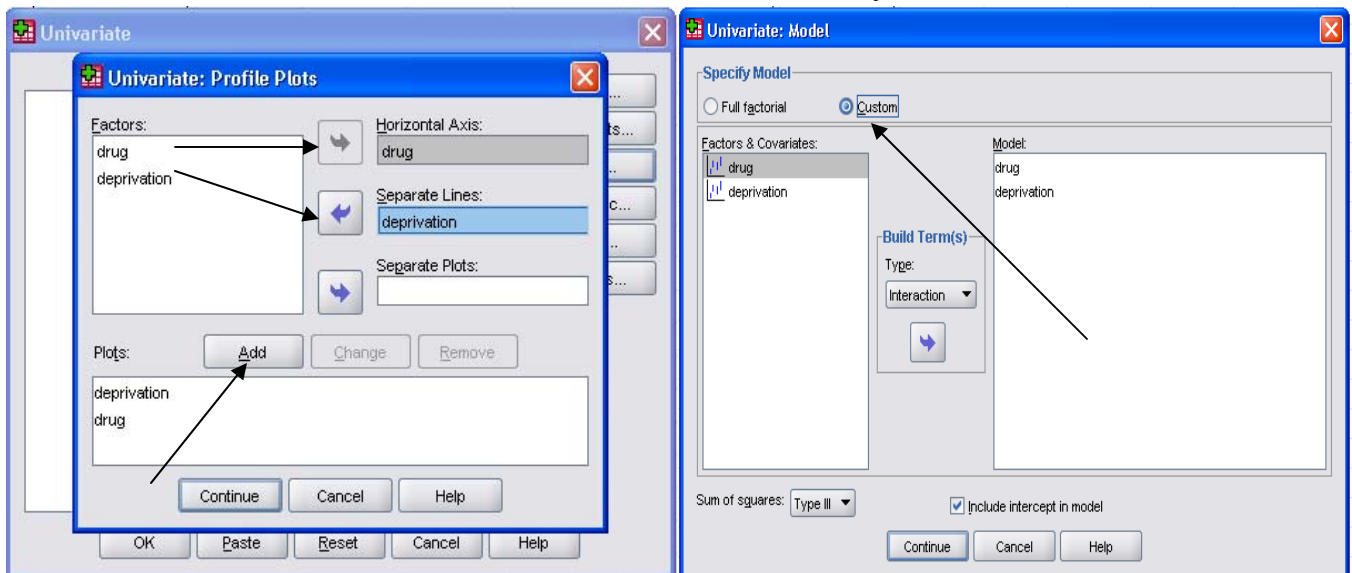 Univariate
Univariate: Profile Plots
Factors:
drug
deprivation
Horizontal Axis:
drug
Separate Lines:
deprivation
Separate Plots:
Plots:
Add
Change
Remove
deprivation
drug
Continue
Cancel
Help
...
ts...
..
c...
..
s...
OK
Paste
Reset
Cancel
Help
Univariate: Model
Specify Model
Full factorial
Custom
Factors & Covariates:
drug
deprivation
Build Term(s)
Type:
Interaction
Model:
drug
deprivation
Sum of squares:
Type III
Include intercept in model
Continue
Cancel
Help